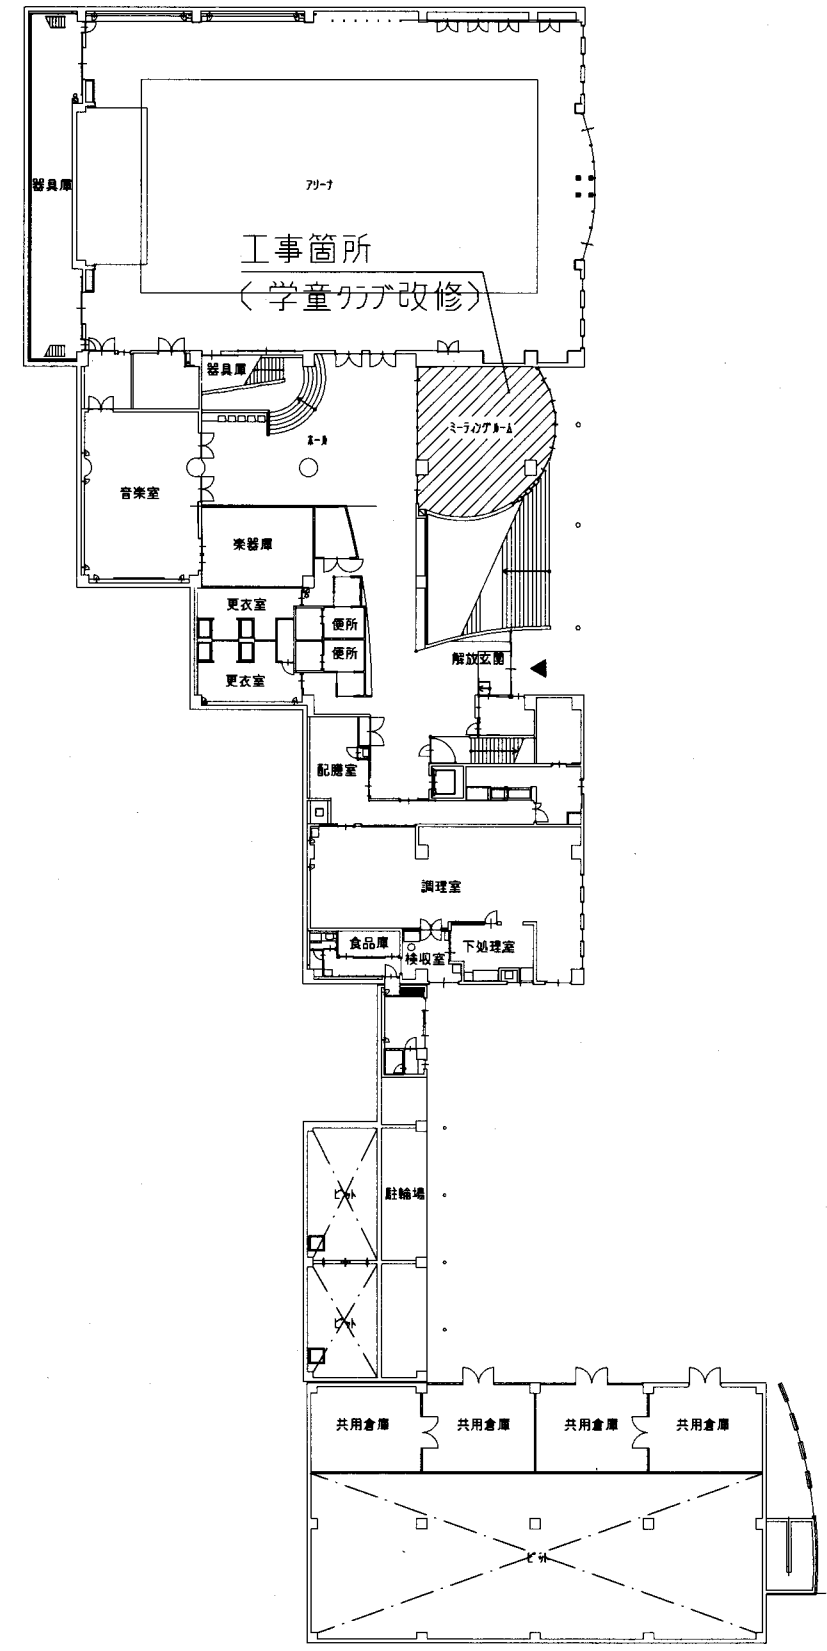 アリーナ
器具庫
工事箇所
(学童クラブ改修)
器具庫
ミーティングルーム
ホール
音楽室
楽器庫
更衣室
便所
便所
解放玄関
更衣室
配膳室
調理室
食品庫
検収室
下処理室
ピット
駐輪場
ピット
共用倉庫
共用倉庫
共用倉庫
共用倉庫
ピット